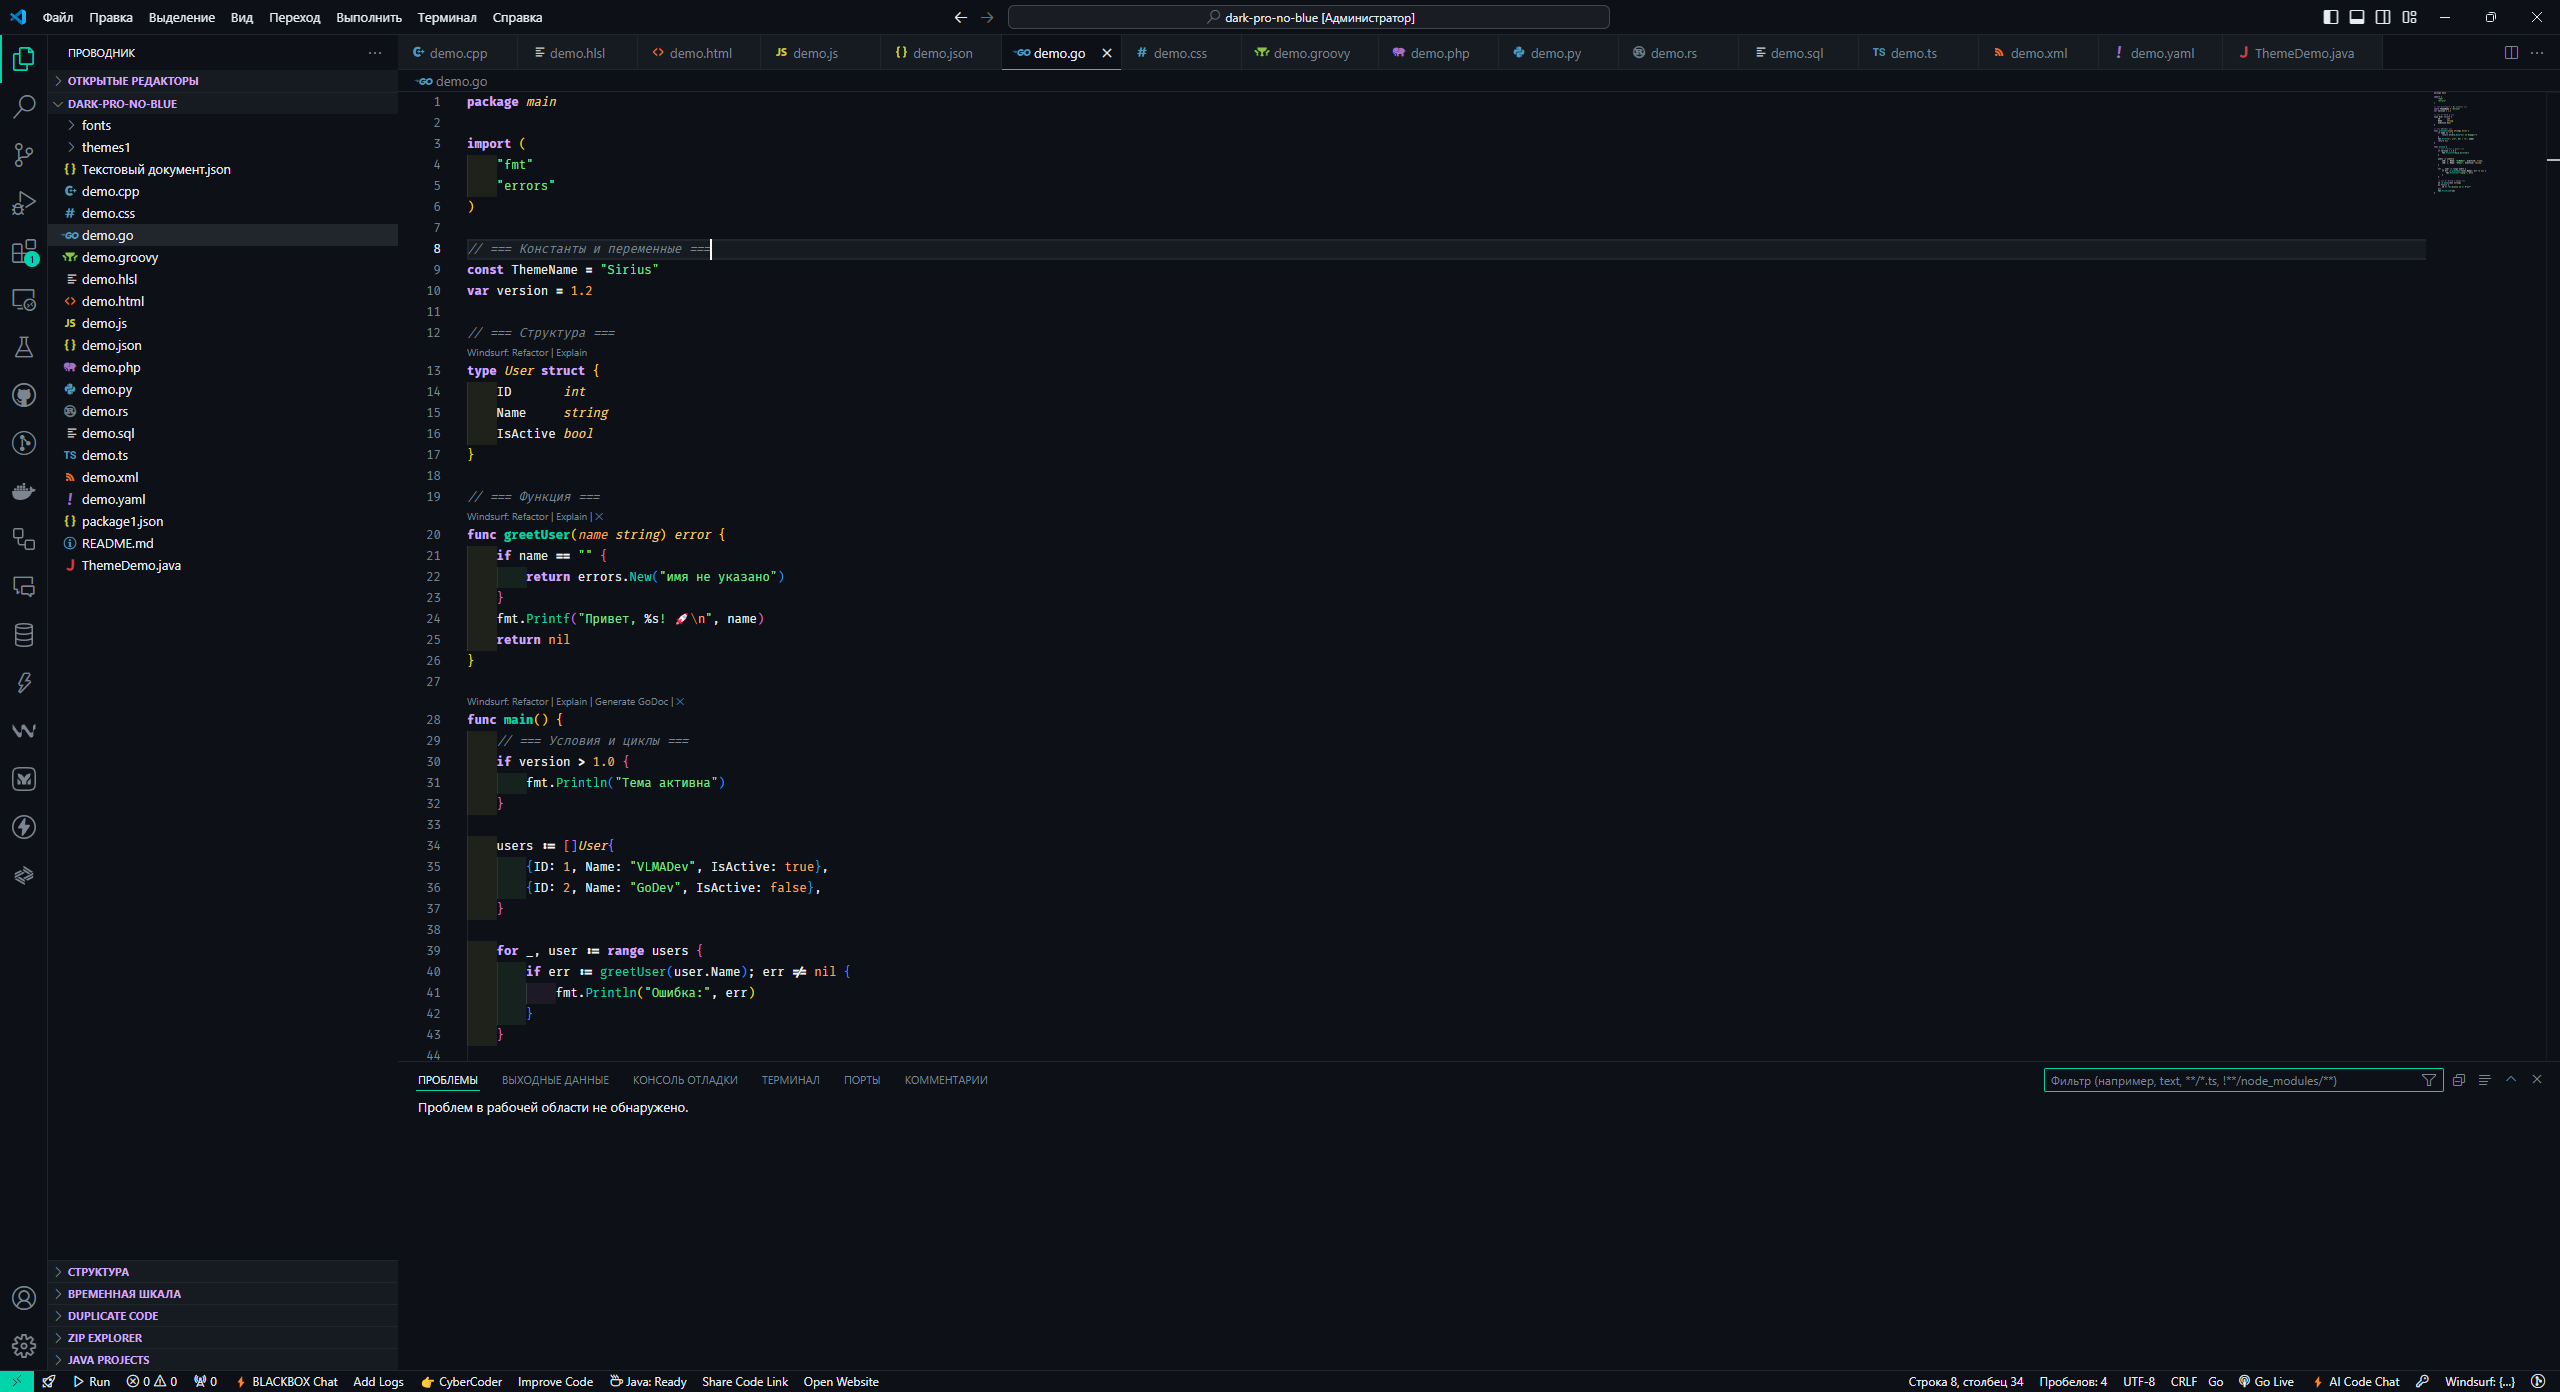 Файл Правка Выделение Вид Переход Выполнить Терминал Справка
dark-pro-no-blue [Администратор]
ПРОВОДНИК
ОТКРЫТЫЕ РЕДАКТОРЫ
DARK-PRO-NO-BLUE
fonts
themes1
Текстовый документ.json
demo.cpp
demo.css
demo.go
demo.groovy
demo.hlsl
demo.html
demo.js
demo.json
demo.php
demo.py
demo.rs
demo.sql
demo.ts
demo.xml
demo.yaml
package1.json
README.md
ThemeDemo.java
СТРУКТУРА
ВРЕМЕННАЯ ШКАЛА
DUPLICATE CODE
ZIP EXPLORER
JAVA PROJECTS
demo.cpp demo.hlsl demo.html JS demo.js demo.json demo.go demo.css demo.groovy demo.php demo.py demo.rs demo.sql TS demo.ts demo.xml demo.yaml ThemeDemo.java
demo.go
1 package main
2
3 import (
4 "fmt"
5 "errors"
6 )
7
8 // === Константы и переменные ===
9 const ThemeName = "Sirius"
10 var version = 1.2
11
12 // === Структура ===
Windsurf: Refactor | Explain
13 type User struct {
14 ID int
15 Name string
16 IsActive bool
17 }
18
19 // === Функция ===
Windsurf: Refactor | Explain | X
20 func greetUser(name string) error {
21 if name == "" {
22 return errors.New("имя не указано")
23 }
24 fmt.Printf("Привет, %s! 🚀\n", name)
25 return nil
26 }
27
Windsurf: Refactor | Explain | Generate GoDoc | X
28 func main() {
29 // === Условия и циклы ===
30 if version > 1.0 {
31 fmt.Println("Тема активна")
32 }
33
34 users := []User{
35 {ID: 1, Name: "VLMADev", IsActive: true},
36 {ID: 2, Name: "GoDev", IsActive: false},
37 }
38
39 for _, user := range users {
40 if err := greetUser(user.Name); err != nil {
41 fmt.Println("Ошибка:", err)
42 }
43 }
44
ПРОБЛЕМЫ ВЫХОДНЫЕ ДАННЫЕ КОНСОЛЬ ОТЛАДКИ ТЕРМИНАЛ ПОРТЫ КОММЕНТАРИИ
Фильтр (например, text, **/*.ts, !**/node_modules/**)
Проблем в рабочей области не обнаружено.
Run 0 0 0 BLACKBOX Chat Add Logs 👉 CyberCoder Improve Code Java: Ready Share Code Link Open Website
Строка 8, столбец 34 Пробелов: 4 UTF-8 CRLF Go Go Live AI Code Chat Windsurf: {...}